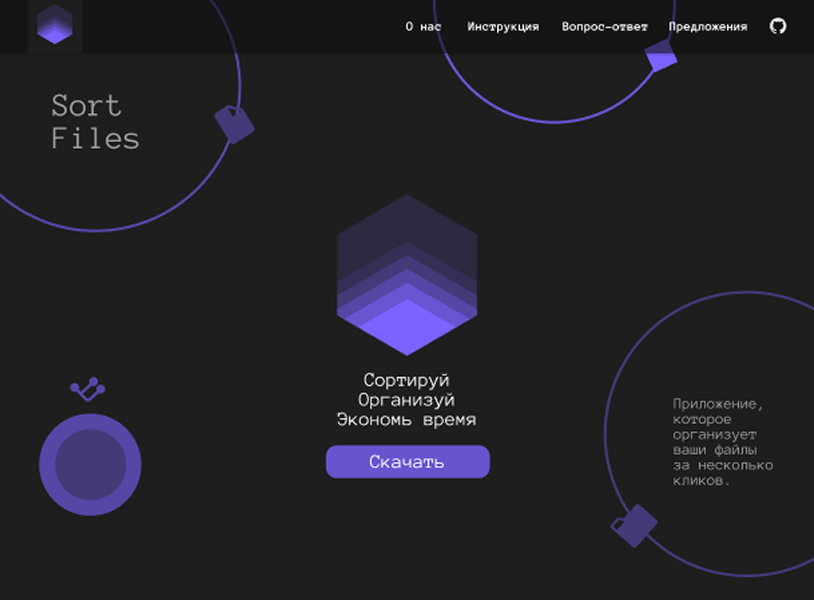 О нас Инструкция Вопрос-ответ Предложения
Sort
Files
Сортируй
Организуй
Экономь время
Скачать
Приложение,
которое
организует
ваши файлы
за несколько
кликов.